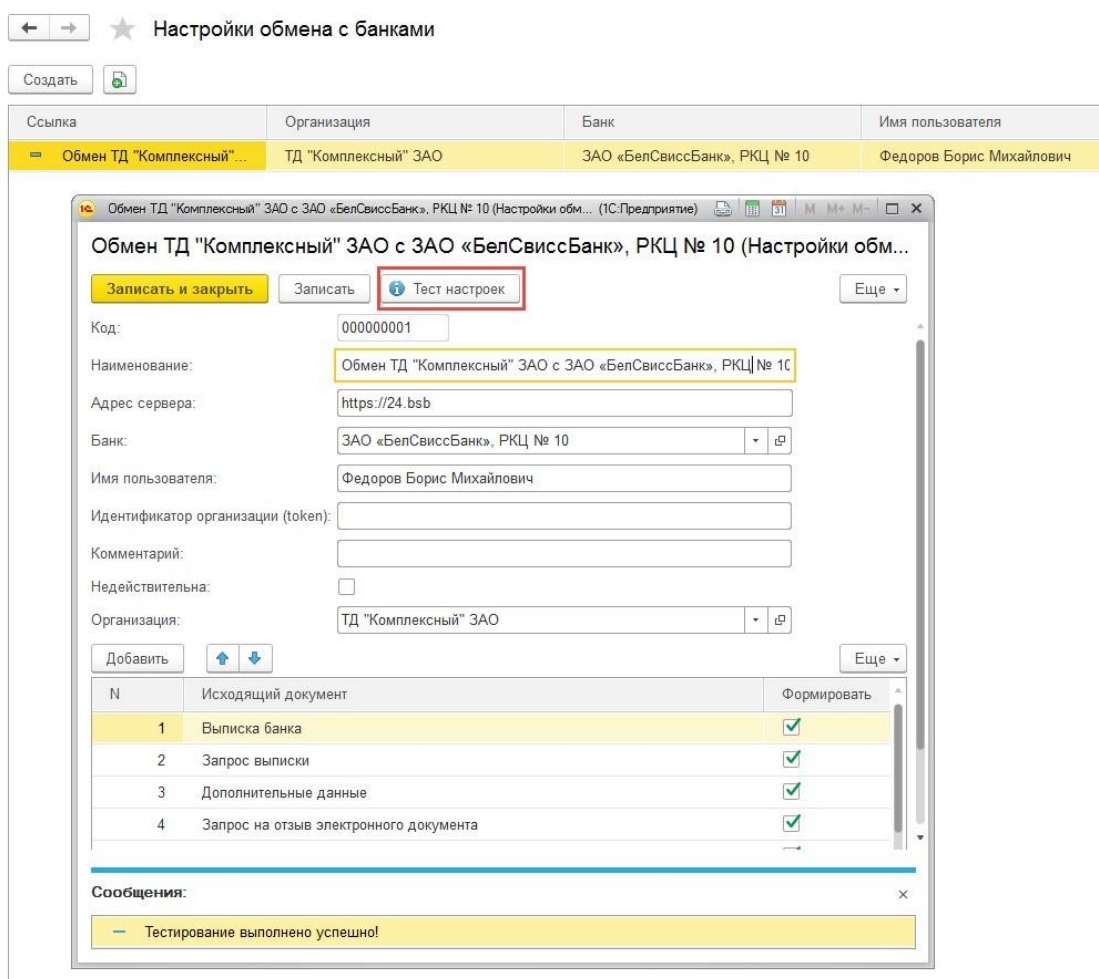 Настройки обмена с банками
Создать
Ссылка Организация Банк Имя пользователя
Обмен ТД "Комплексный"... ТД "Комплексный" ЗАО ЗАО «БелСвиссБанк», РКЦ № 10 Федоров Борис Михайлович
1С Обмен ТД "Комплексный" ЗАО с ЗАО «БелСвиссБанк», РКЦ № 10 (Настройки обм... (1С:Предприятие) 31 M M+ M-
Обмен ТД "Комплексный" ЗАО с ЗАО «БелСвиссБанк», РКЦ № 10 (Настройки обм...
Записать и закрыть Записать Тест настроек Еще
Код: 000000001
Наименование: Обмен ТД "Комплексный" ЗАО с ЗАО «БелСвиссБанк», РКЦ № 10
Адрес сервера: https://24.bsb
Банк: ЗАО «БелСвиссБанк», РКЦ № 10
Имя пользователя: Федоров Борис Михайлович
Идентификатор организации (token):
Комментарий:
Недействительна:
Организация: ТД "Комплексный" ЗАО
Добавить Еще
N Исходящий документ Формировать
1 Выписка банка
2 Запрос выписки
3 Дополнительные данные
4 Запрос на отзыв электронного документа
Сообщения:
Тестирование выполнено успешно!